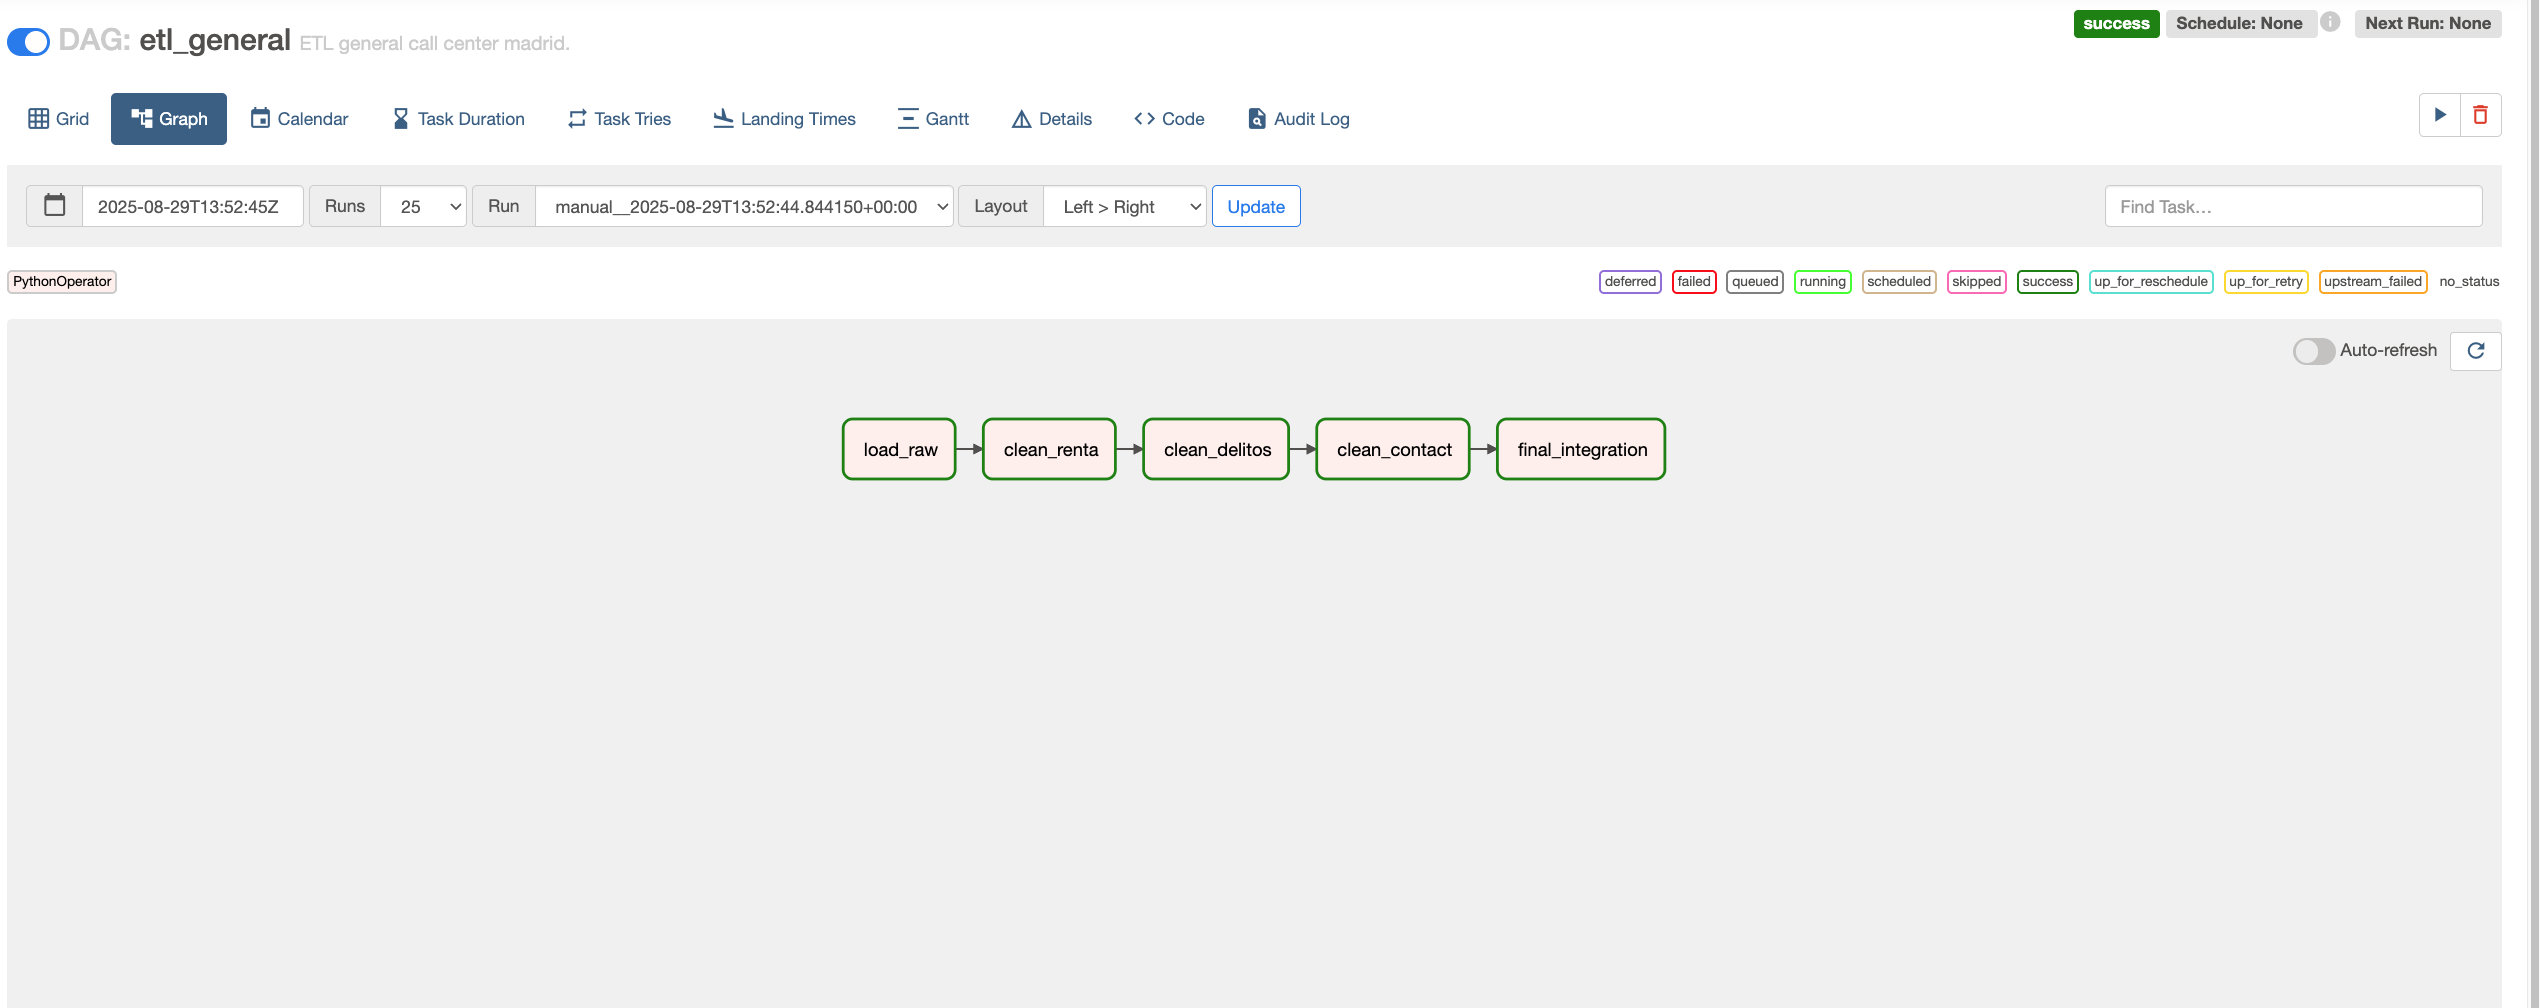 DAG: etl_general ETL general call center madrid.
success Schedule: None Next Run: None
Grid Graph Calendar Task Duration Task Tries Landing Times Gantt Details Code Audit Log
2025-08-29T13:52:45Z Runs 25 Run manual__2025-08-29T13:52:44.844150+00:00 Layout Left > Right Update Find Task...
PythonOperator deferred failed queued running scheduled skipped success up_for_reschedule up_for_retry upstream_failed no_status
Auto-refresh
load_raw clean_renta clean_delitos clean_contact final_integration